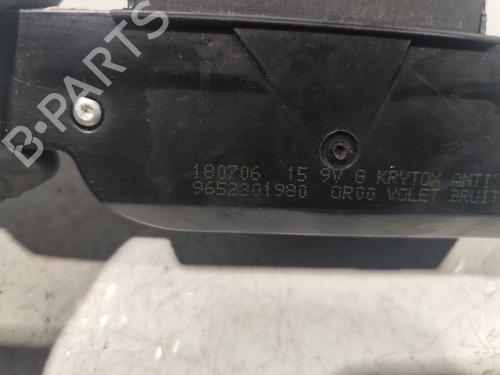 B-PARTS
180706 15 9V G KRYTOX ANTI
9652301980 OR00 VOLET BRUIT